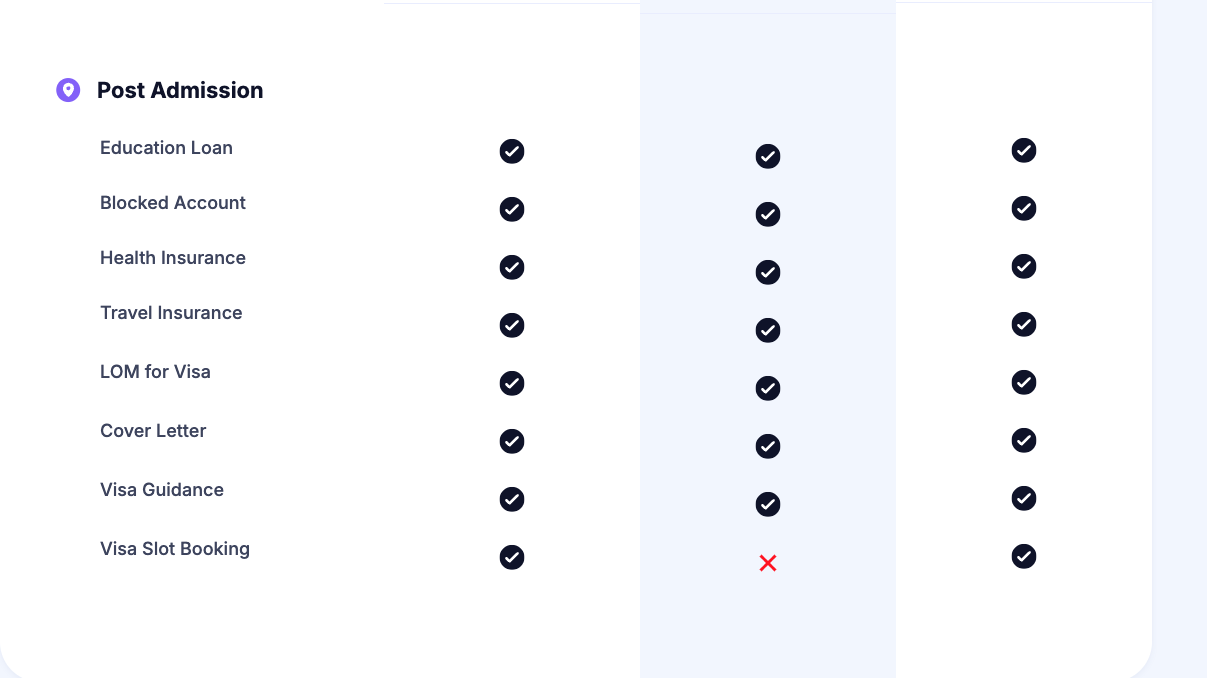 Post Admission
Education Loan
Blocked Account
Health Insurance
Travel Insurance
LOM for Visa
Cover Letter
Visa Guidance
Visa Slot Booking